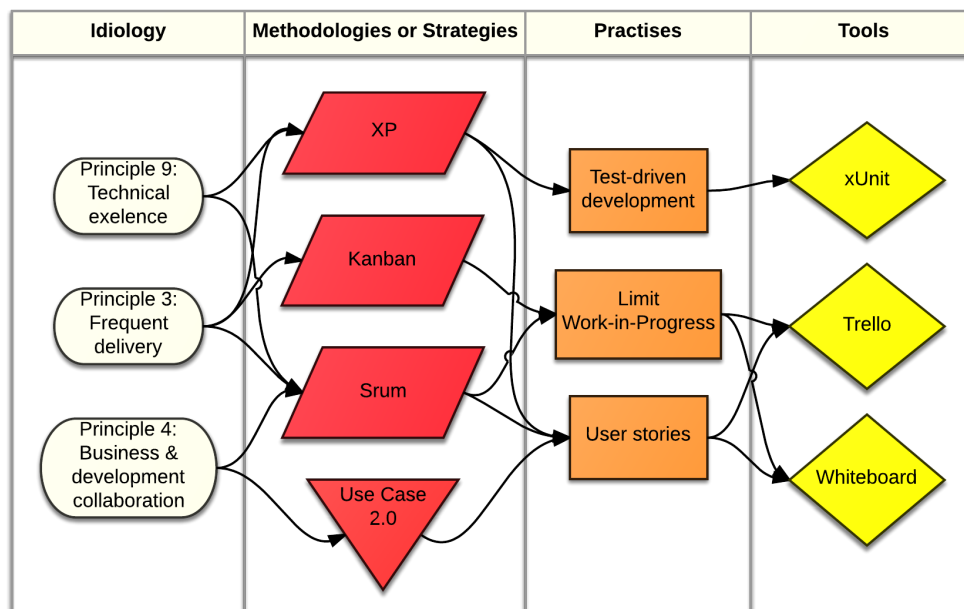 Idiology
Methodologies or Strategies
Practises
Tools
Principle 9:
Technical
exelence
Principle 3:
Frequent
delivery
Principle 4:
Business &
development
collaboration
XP
Kanban
Srum
Use Case
2.0
Test-driven
development
Limit
Work-in-Progress
User stories
xUnit
Trello
Whiteboard